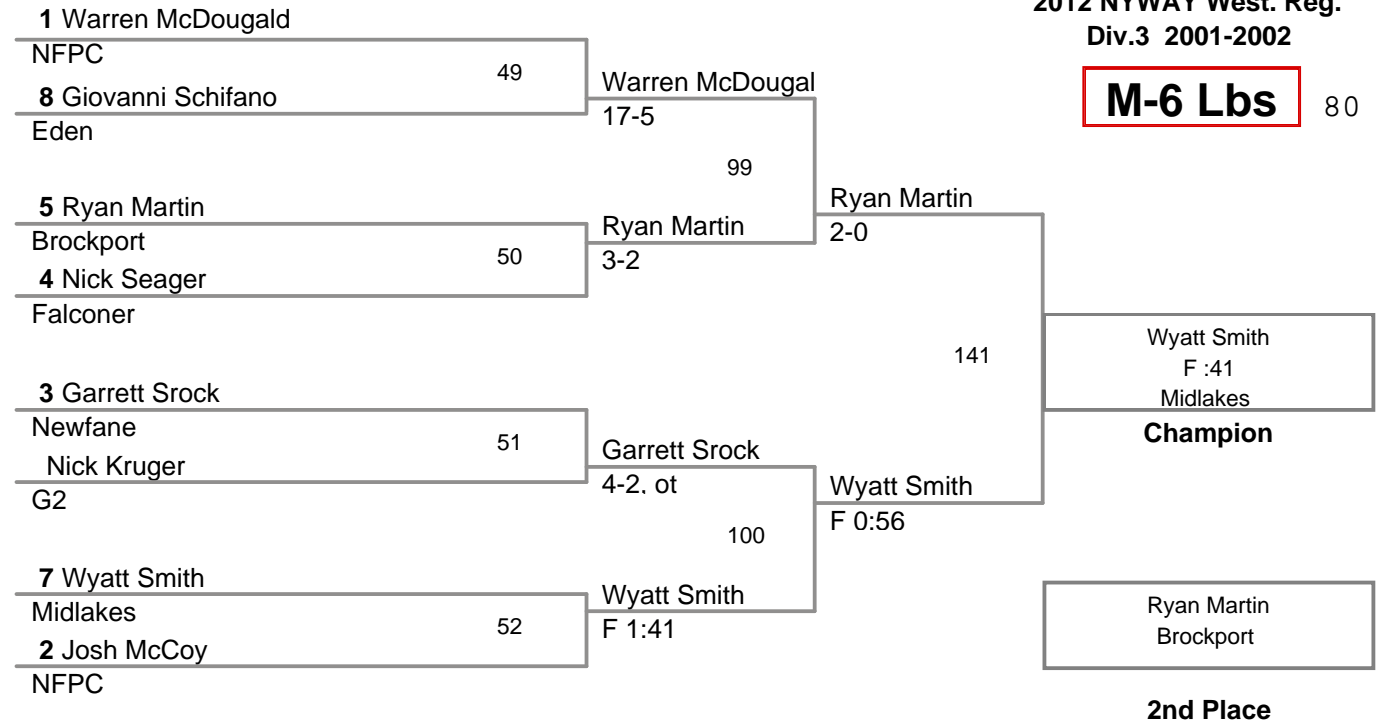 2012 NYWAY West. Reg.
Div.3 2001-2002
M-6 Lbs 80
1 Warren McDougald
NFPC
49
8 Giovanni Schifano
Eden
Warren McDougal
17-5
99
5 Ryan Martin
Brockport
50
4 Nick Seager
Falconer
Ryan Martin
3-2
Ryan Martin
2-0
141
3 Garrett Srock
Newfane
51
Nick Kruger
G2
Garrett Srock
4-2, ot
100
7 Wyatt Smith
Midlakes
52
2 Josh McCoy
NFPC
Wyatt Smith
F 1:41
Wyatt Smith
F 0:56
Wyatt Smith
F :41
Midlakes
Champion
Ryan Martin
Brockport
2nd Place